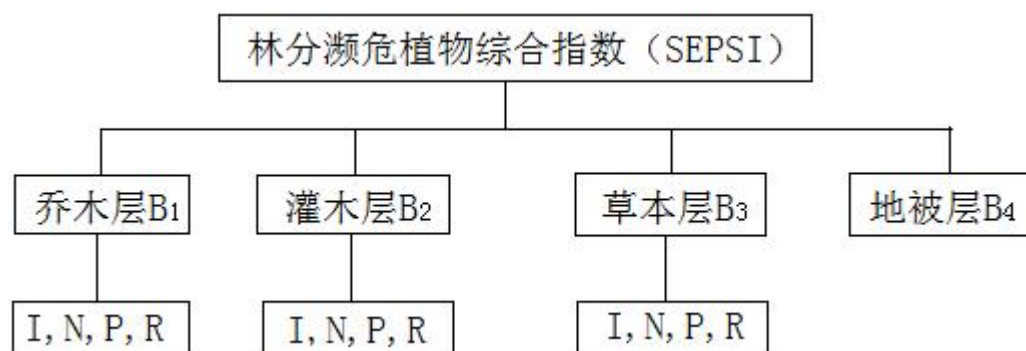 林分濒危植物综合指数（SEPSI）
乔木层B₁
灌木层B₂
草本层B₃
地被层B₄
I, N, P, R
I, N, P, R
I, N, P, R